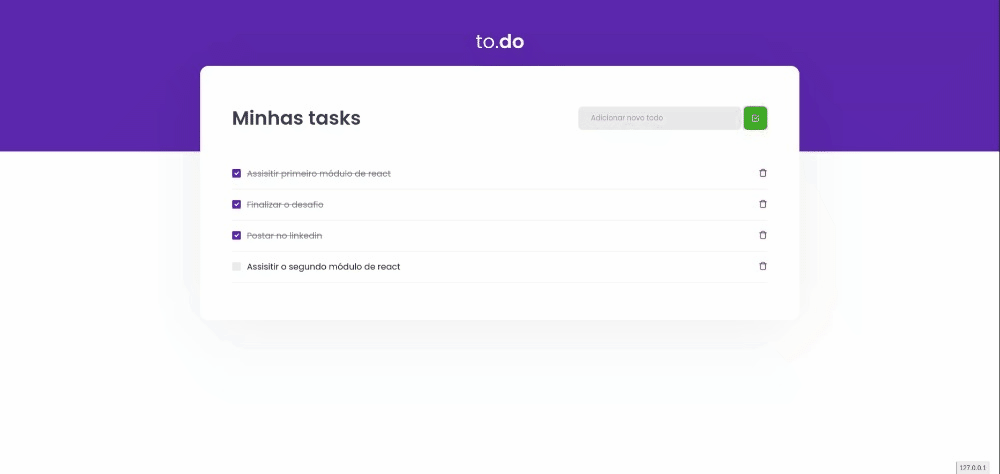 to.do
Minhas tasks
Adicionar novo todo
Assisitir primeiro módulo de react
Finalizar o desafio
Postar no linkedin
Assisitir o segundo módulo de react
127.0.0.1